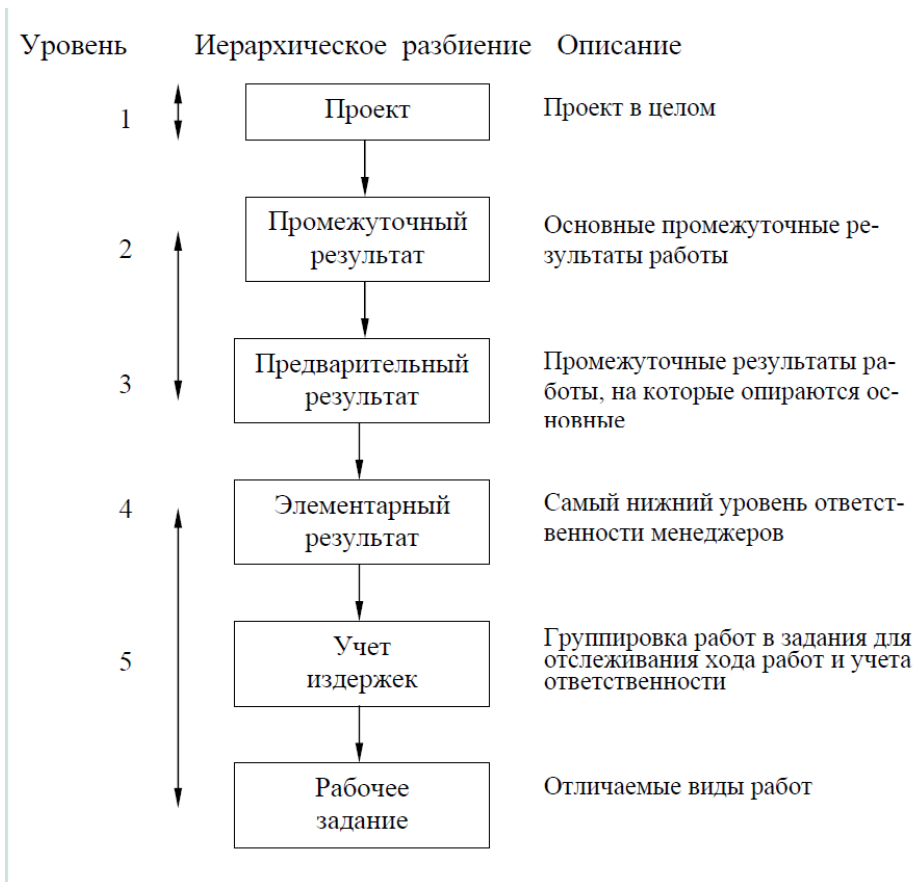 Уровень Иерархическое разбиение Описание
1
Проект
Проект в целом
2
Промежуточный
результат
Основные промежуточные ре-
зультаты работы
3
Предварительный
результат
Промежуточные результаты ра-
боты, на которые опираются ос-
новные
4
Элементарный
результат
Самый нижний уровень ответст-
венности менеджеров
5
Учет
издержек
Группировка работ в задания для
отслеживания хода работ и учета
ответственности
Рабочее
задание
Отличаемые виды работ